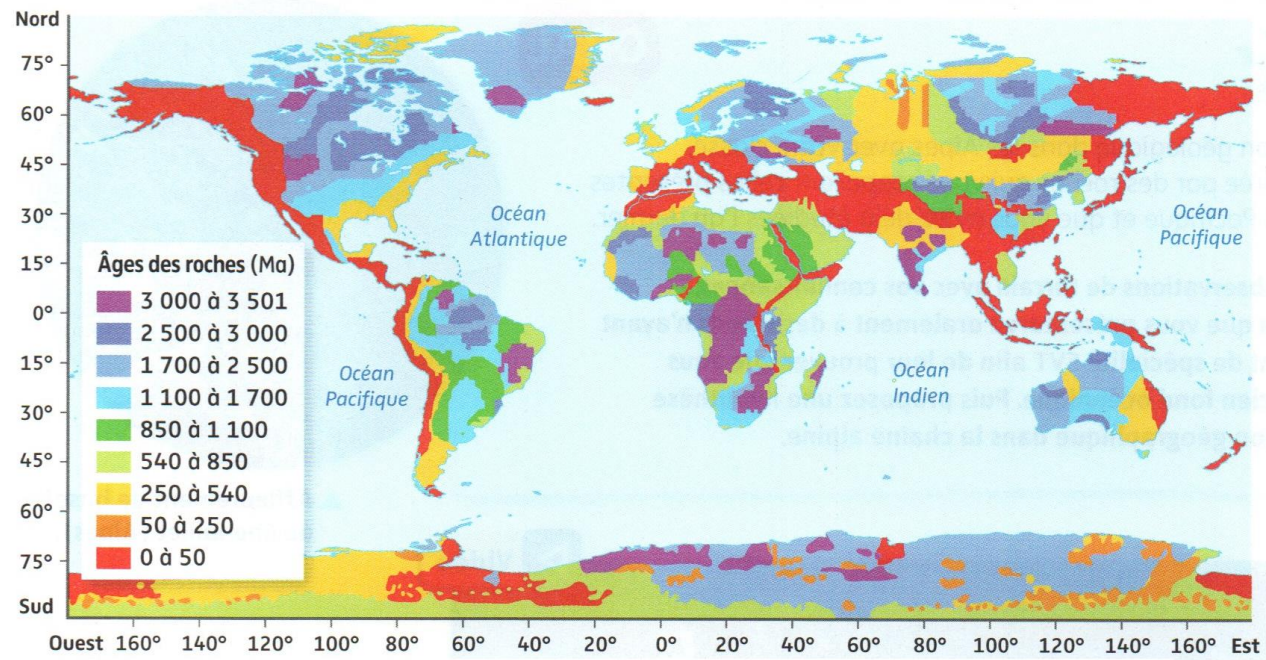 Nord
75°
60°
45°
30°
15°
0°
15°
30°
45°
60°
75°
Sud
Océan
Atlantique
Océan
Pacifique
Océan
Pacifique
Océan
Indien
Âges des roches (Ma)
3 000 à 3 501
2 500 à 3 000
1 700 à 2 500
1 100 à 1 700
850 à 1 100
540 à 850
250 à 540
50 à 250
0 à 50
Ouest 160° 140° 120° 100° 80° 60° 40° 20° 0° 20° 40° 60° 80° 100° 120° 140° 160° Est